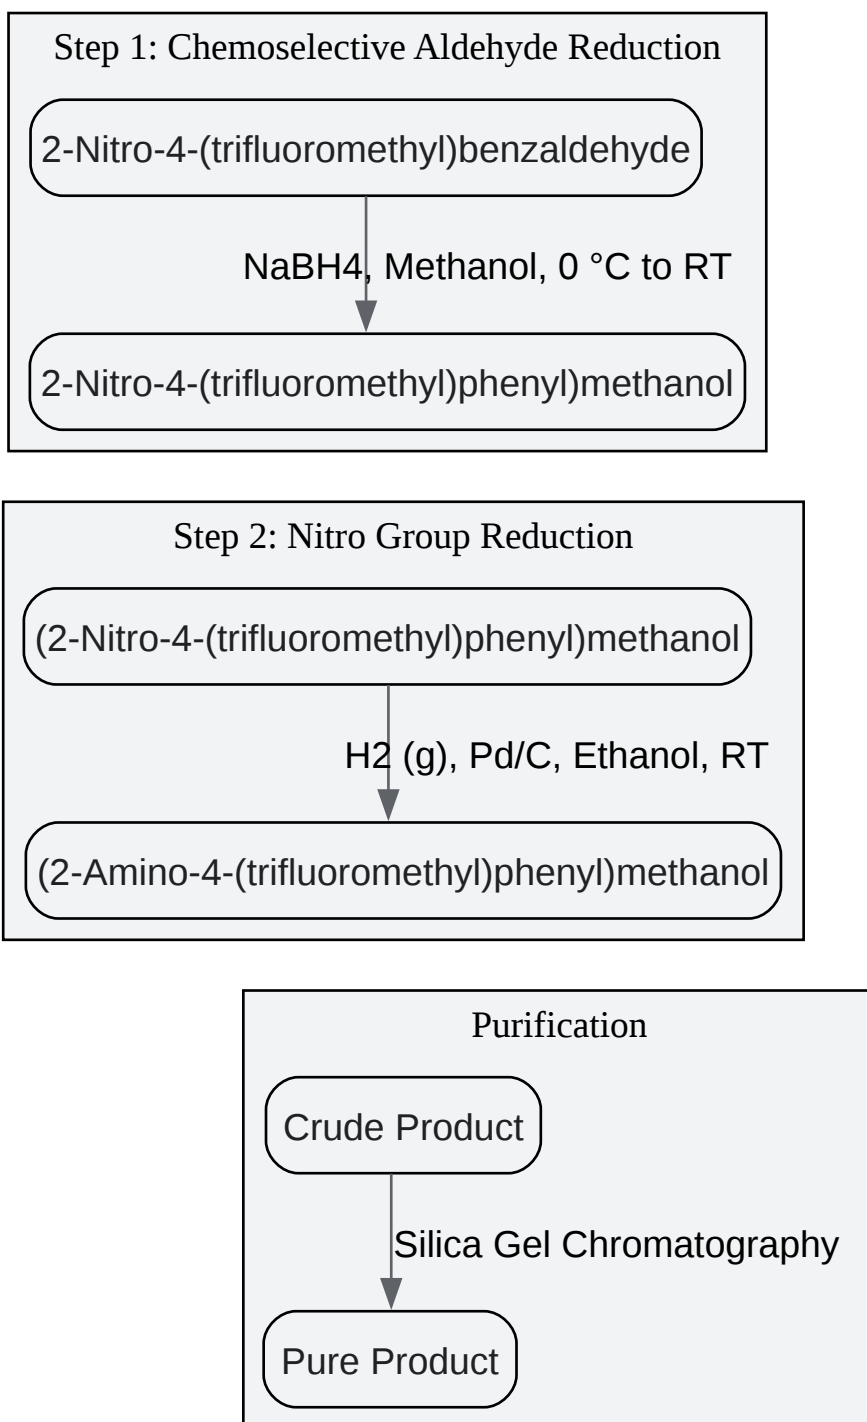 Step 1: Chemoselective Aldehyde Reduction
2-Nitro-4-(trifluoromethyl)benzaldehyde
NaBH4, Methanol, 0 °C to RT
2-Nitro-4-(trifluoromethyl)phenyl)methanol
Step 2: Nitro Group Reduction
(2-Nitro-4-(trifluoromethyl)phenyl)methanol
H2 (g), Pd/C, Ethanol, RT
(2-Amino-4-(trifluoromethyl)phenyl)methanol
Purification
Crude Product
Silica Gel Chromatography
Pure Product